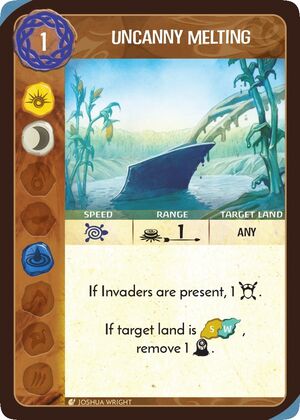 1
UNCANNY MELTING
SPEED RANGE TARGET LAND
1 ANY
If Invaders are present, 1 .
If target land is S W ,
remove 1 .
JOSHUA WRIGHT